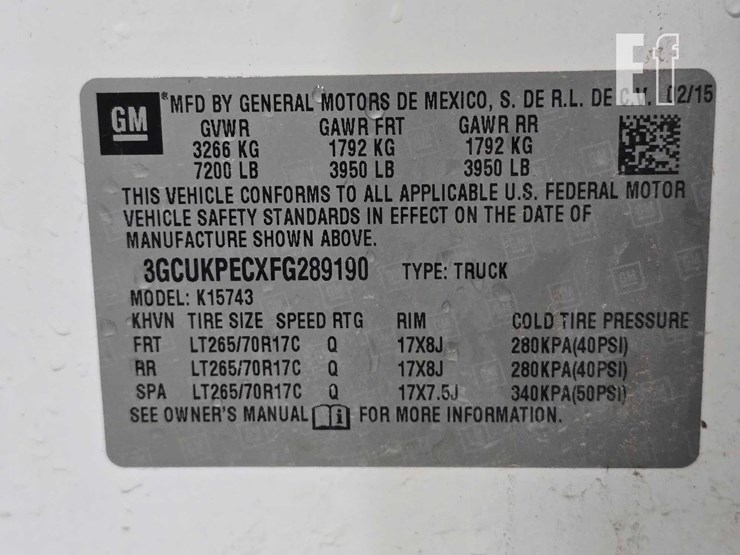 Ef
GM
®MFD BY GENERAL MOTORS DE MEXICO, S. DE R.L. DE C.V. 02/15
GVWR GAWR FRT GAWR RR
3266 KG 1792 KG 1792 KG
7200 LB 3950 LB 3950 LB
THIS VEHICLE CONFORMS TO ALL APPLICABLE U.S. FEDERAL MOTOR
VEHICLE SAFETY STANDARDS IN EFFECT ON THE DATE OF
MANUFACTURE SHOWN ABOVE.
3GCUKPECXFG289190 TYPE: TRUCK
MODEL: K15743
KHVN TIRE SIZE SPEED RTG RIM COLD TIRE PRESSURE
FRT LT265/70R17C Q 17X8J 280KPA(40PSI)
RR LT265/70R17C Q 17X8J 280KPA(40PSI)
SPA LT265/70R17C Q 17X7.5J 340KPA(50PSI)
SEE OWNER'S MANUAL FOR MORE INFORMATION.